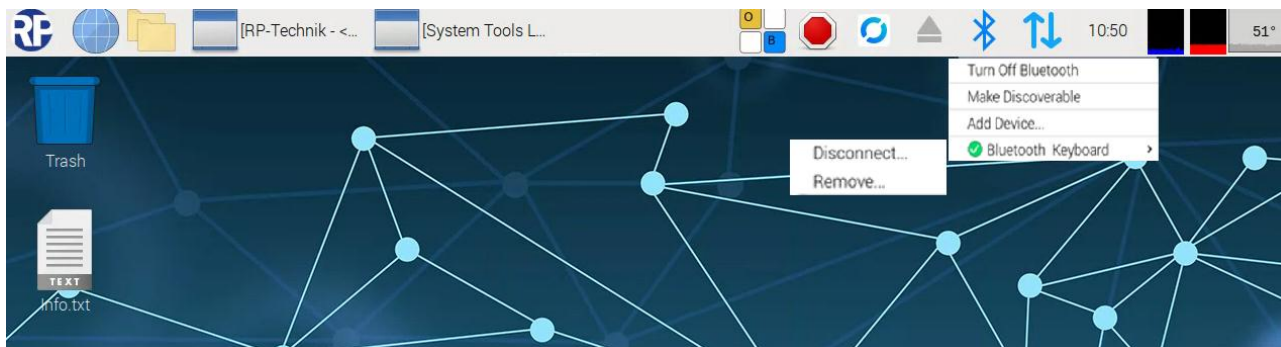 RP [RP-Technik - <... [System Tools L... O B 10:50 51°
Turn Off Bluetooth
Make Discoverable
Add Device...
Bluetooth Keyboard >
Disconnect...
Remove...
Trash
TEXT
Info.txt